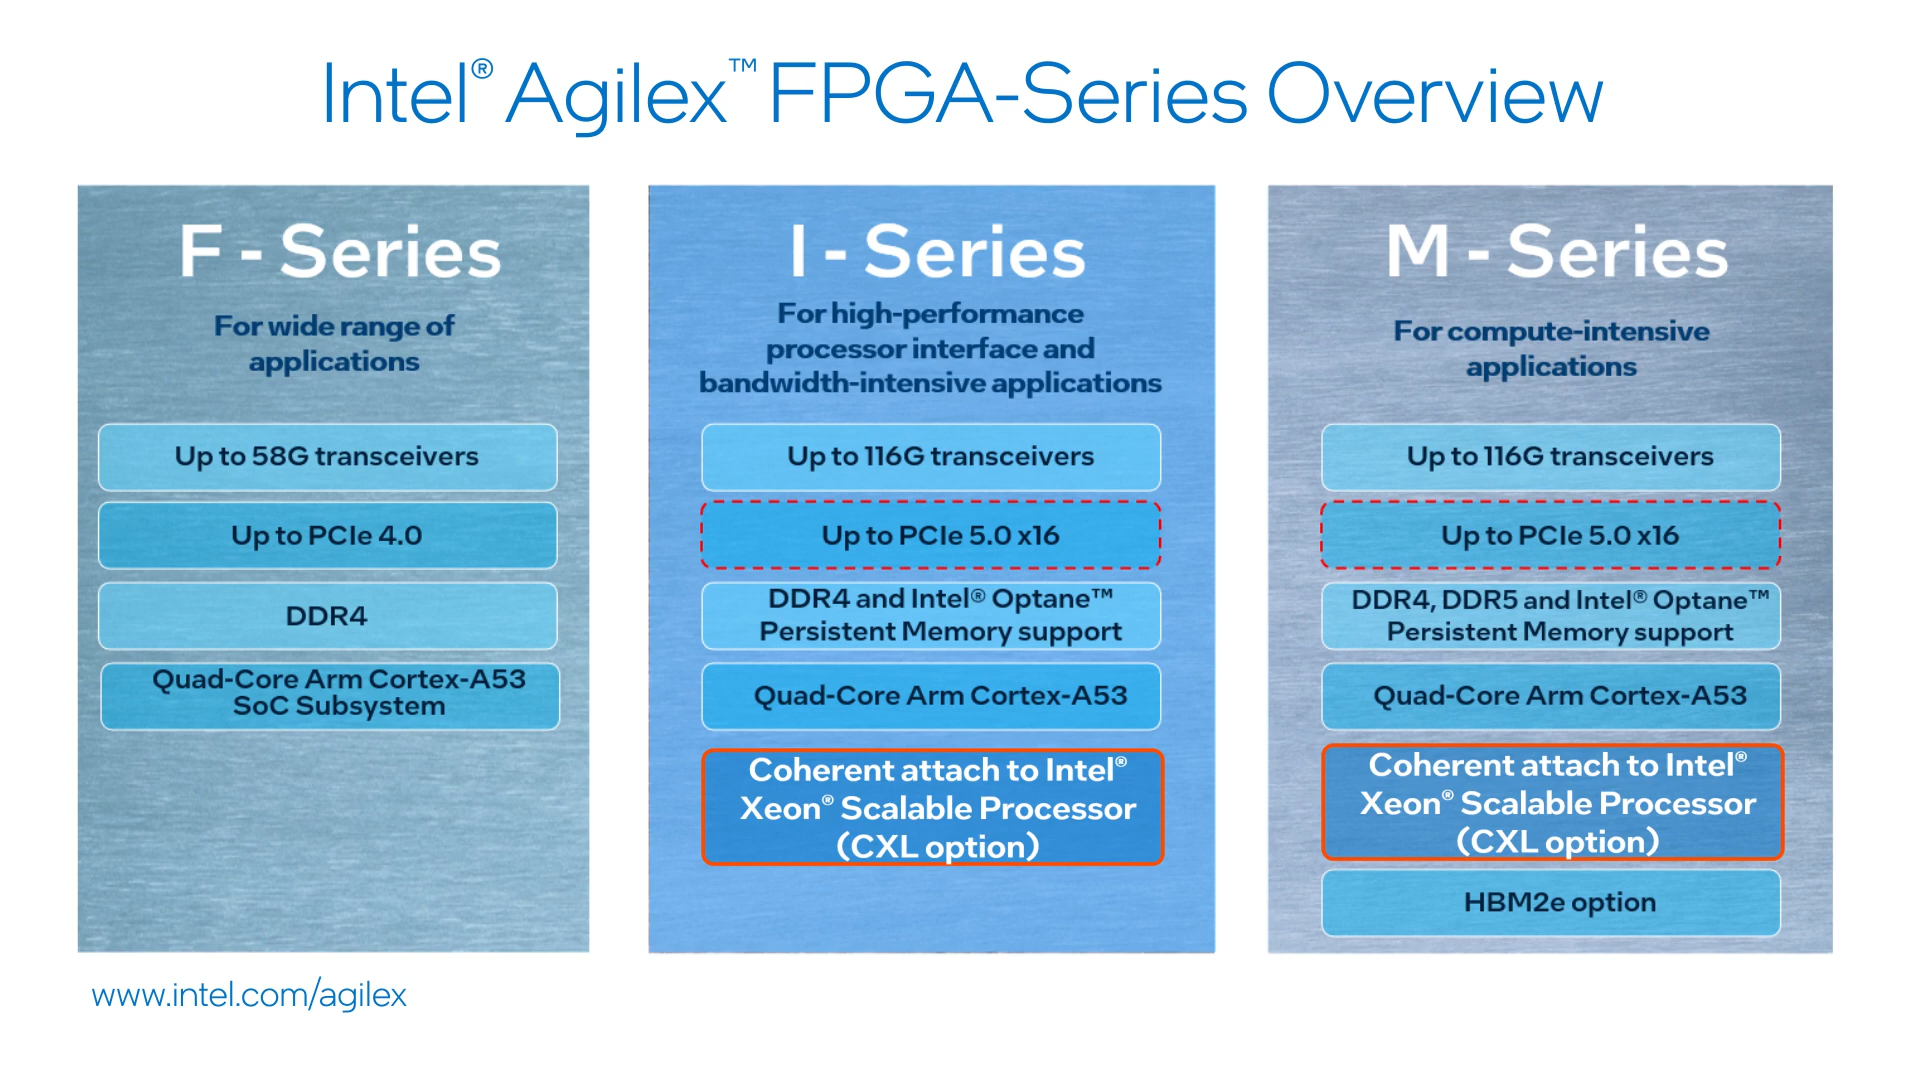 Intel® Agilex™ FPGA-Series Overview
F - Series
For wide range of
applications
Up to 58G transceivers
Up to PCIe 4.0
DDR4
Quad-Core Arm Cortex-A53
SoC Subsystem
I - Series
For high-performance
processor interface and
bandwidth-intensive applications
Up to 116G transceivers
Up to PCIe 5.0 x16
DDR4 and Intel® Optane™
Persistent Memory support
Quad-Core Arm Cortex-A53
Coherent attach to Intel®
Xeon® Scalable Processor
(CXL option)
M - Series
For compute-intensive
applications
Up to 116G transceivers
Up to PCIe 5.0 x16
DDR4, DDR5 and Intel® Optane™
Persistent Memory support
Quad-Core Arm Cortex-A53
Coherent attach to Intel®
Xeon® Scalable Processor
(CXL option)
HBM2e option
www.intel.com/agilex